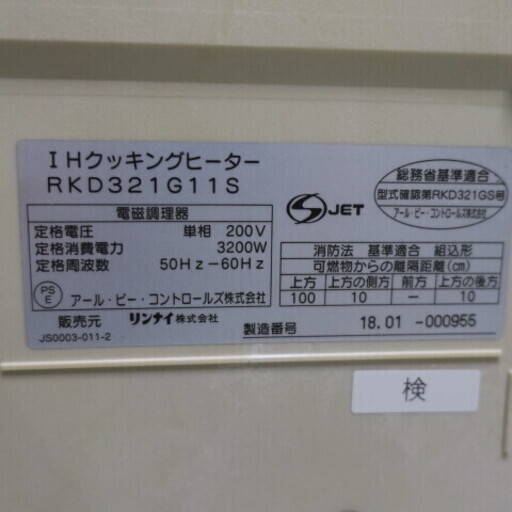 IHクッキングヒーター
RKD321G11S
電磁調理器
定格電圧 単相 200V
定格消費電力 3200W
定格周波数 50Hz−60Hz
PS
E
アール・ビー・コントロールズ株式会社
販売元 リンナイ株式会社
JS0003-011-2
S JET
総務省基準適合
型式確認第RKD321GS号
アール・ビー・コントロールズ株式会社
消防法 基準適合 組込形
可燃物からの離隔距離(cm)
上方 上方の側方 前方 上方の後方
100 10 − 10
製造番号 18.01 -000955
検